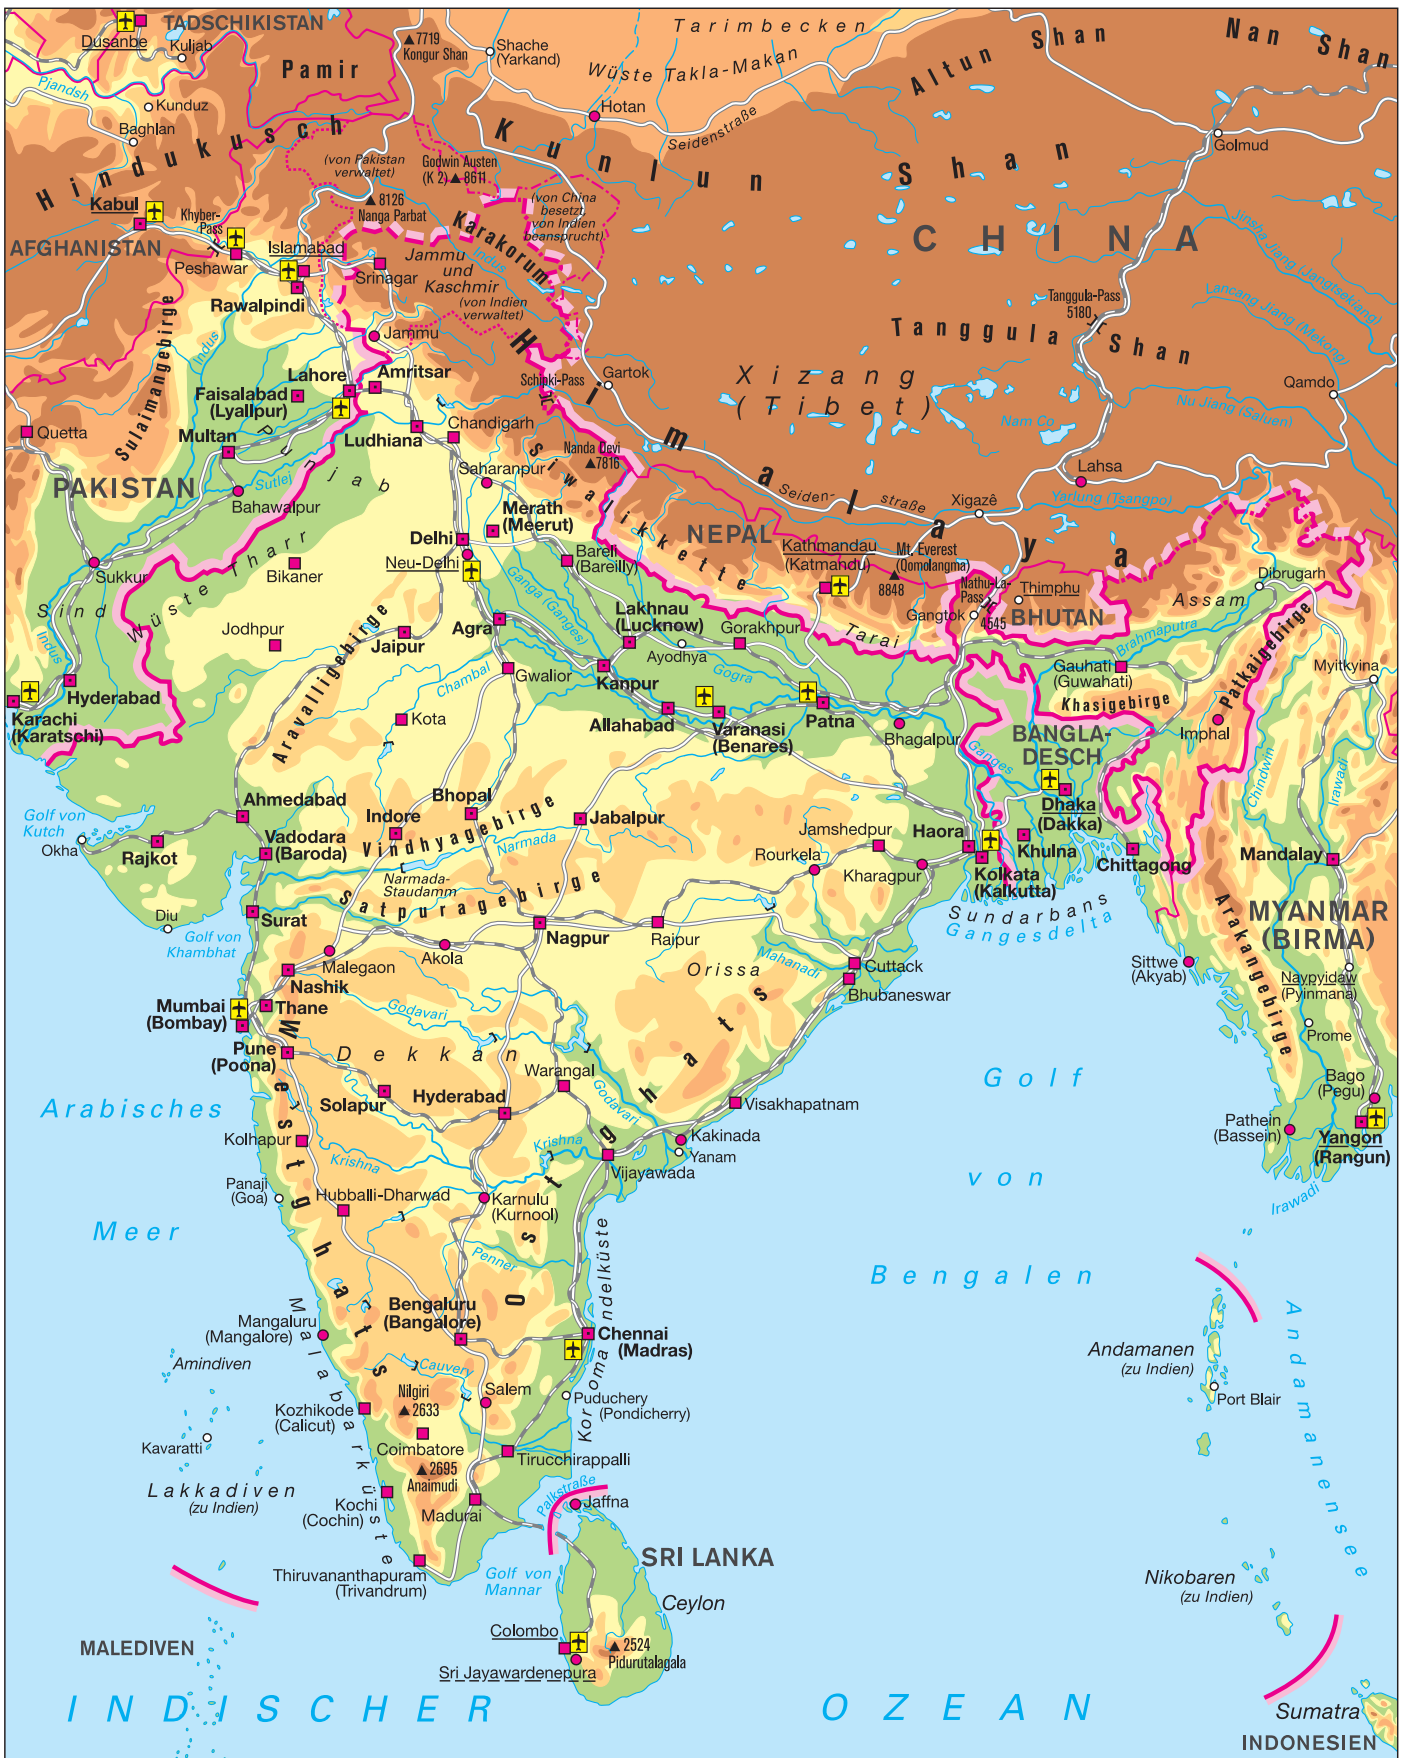 TADSCHIKISTAN
Dusanbe
Kuljab
7719
Kongur Shan
Shache
(Yarkand)
Tarimbecken
Wüste Takla-Makan
Altun Shan
Nan Shan
Pamir
Pjandsh
Kunduz
Baghlan
Hotan
Seidenstraße
Golmud
Hindukusch
Kunlun Shan
(von Pakistan
verwaltet)
Godwin Austen
(K 2) 8611
8126
Nanga Parbat
(von China
besetzt,
von Indien
beansprucht)
Kabul
Khyber-
Pass
AFGHANISTAN
Peshawar
Islamabad
Rawalpindi
Srinagar
Jammu
und
Kaschmir
(von Indien
verwaltet)
Karakorum
Indus
CHINA
Jinsha Jiang (Jangtsekiang)
Lancang Jiang (Mekong)
Tanggula-Pass
5180
Tanggula Shan
Sulaimangebirge
Indus
Jammu
Himalaya
Schipki-Pass
Gartok
Xizang
(Tibet)
Qamdo
Nu Jiang (Saluen)
Nam Co
Lahore
Amritsar
Faisalabad
(Lyallpur)
Quetta
Multan
Punjab
Ludhiana
Chandigarh
Nanda Devi
7816
Siwalikkette
Saharanpur
PAKISTAN
Sutlej
Bahawalpur
Lahsa
Seiden-
straße
Xigazê
Yarlung (Tsangpo)
Merath
(Meerut)
Delhi
Neu-Delhi
Bareli
(Bareilly)
NEPAL
Kathmandau
(Katmandu)
Mt. Everest
(Qomolangma)
8848
Nathu-La-
Pass
4545
Thimphu
BHUTAN
Gangtok
Dibrugarh
Assam
Sukkur
Bikaner
Wüste Tharr
Sind
Indus
Jodhpur
Jaipur
Aravalligebirge
Agra
Ganga (Ganges)
Lakhnau
(Lucknow)
Ayodhya
Gorakhpur
Tarai
Brahmaputra
Patkaigebirge
Gauhati
(Guwahati)
Myitkyina
Hyderabad
Karachi
(Karatschi)
Chambal
Gwalior
Kanpur
Gogra
Kota
Allahabad
Varanasi
(Benares)
Patna
Bhagalpur
Khasigebirge
Imphal
BANGLA-
DESCH
Ganges
Chindwin
Irawadi
Ahmedabad
Bhopal
Indore
Vindhyagebirge
Jabalpur
Jamshedpur
Haora
Dhaka
(Dakka)
Golf von
Kutch
Okha
Rajkot
Vadodara
(Baroda)
Narmada
Rourkela
Kharagpur
Kolkata
(Kalkutta)
Khulna
Chittagong
Mandalay
Narmada-
Staudamm
Satpuragebirge
Diu
Surat
Golf von
Khambhat
Nagpur
Raipur
Sundarbans
Gangesdelta
MYANMAR
(BIRMA)
Arakangebirge
Malegaon
Akola
Orissa
Mahanadi
Cuttack
Bhubaneswar
Sittwe
(Akyab)
Naypyidaw
(Pyinmana)
Nashik
Mumbai
(Bombay)
Thane
Godavari
Prome
Pune
(Poona)
Dekkan
Warangal
Golf
von
Bengalen
Bago
(Pegu)
Arabisches
Meer
Solapur
Hyderabad
Godavari
Visakhapatnam
Pathein
(Bassein)
Yangon
(Rangun)
Kolhapur
Krishna
Krishna
Kakinada
Yanam
Vijayawada
Westghats
Ostghats
Panaji
(Goa)
Hubballi-Dharwad
Karnulu
(Kurnool)
Irawadi
Penner
Koromandelküste
Malabarküste
Bengaluru
(Bangalore)
Chennai
(Madras)
Mangaluru
(Mangalore)
Amindiven
Cauvery
Andamanen
(zu Indien)
Port Blair
Andamanensee
Nilgiri
2633
Salem
Puduchery
(Pondicherry)
Kozhikode
(Calicut)
Kavaratti
Coimbatore
Tirucchirappalli
2695
Anaimudi
Lakkadiven
(zu Indien)
Kochi
(Cochin)
Madurai
Palkstraße
Jaffna
Thiruvananthapuram
(Trivandrum)
Golf von
Mannar
SRI LANKA
Ceylon
Nikobaren
(zu Indien)
MALEDIVEN
Colombo
2524
Pidurutalagala
Sri Jayawardenepura
INDISCHER OZEAN
Sumatra
INDONESIEN